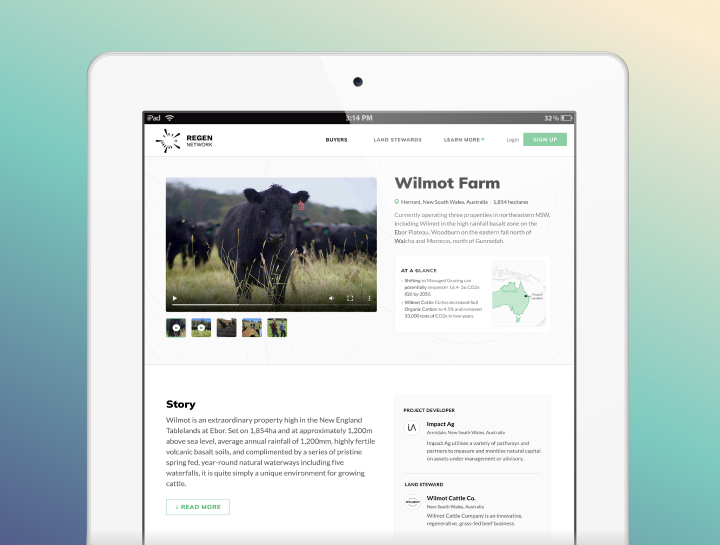 iPad
3:14 PM
32%
REGEN
NETWORK
BUYERS
LAND STEWARDS
LEARN MORE
Login
SIGN UP
Wilmot Farm
Hernani, New South Wales, Australia
1,854 hectares
Currently operating three properties in northeastern NSW,
including Wilmot in the high rainfall basalt zone on the
Ebor Plateau. Woodburn on the eastern fall north of
Walcha and Morocco, north of Gunnedah.
AT A GLANCE
- Shifting to Managed Grazing can
potentially sequester 16.4- 26 CO2e
(Gt) by 2050.
- Wilmot Cattle Co has increased Soil
Organic Carbon to 4.5% and removed
30,000 tons of CO2e in two years.
Project
Location
Story
Wilmot is an extraordinary property high in the New England
Tablelands at Ebor. Set on 1,854ha and at approximately 1,200m
above sea level, average annual rainfall of 1,200mm, highly fertile
volcanic basalt soils, and complimented by a series of pristine
spring fed, year-round natural waterways including five
waterfalls, it is quite simply a unique environment for growing
cattle.
↓ READ MORE
PROJECT DEVELOPER
iA
Impact Ag
Armidale, New South Wales, Australia
Impact Ag utilises a variety of pathways and
partners to measure and monitise natural capital
on assets under management or advisory.
LAND STEWARD
WILMOT
Wilmot Cattle Co.
New South Wales, Australia
Wilmot Cattle Company is an innovative,
regenerative, grass-fed beef business.